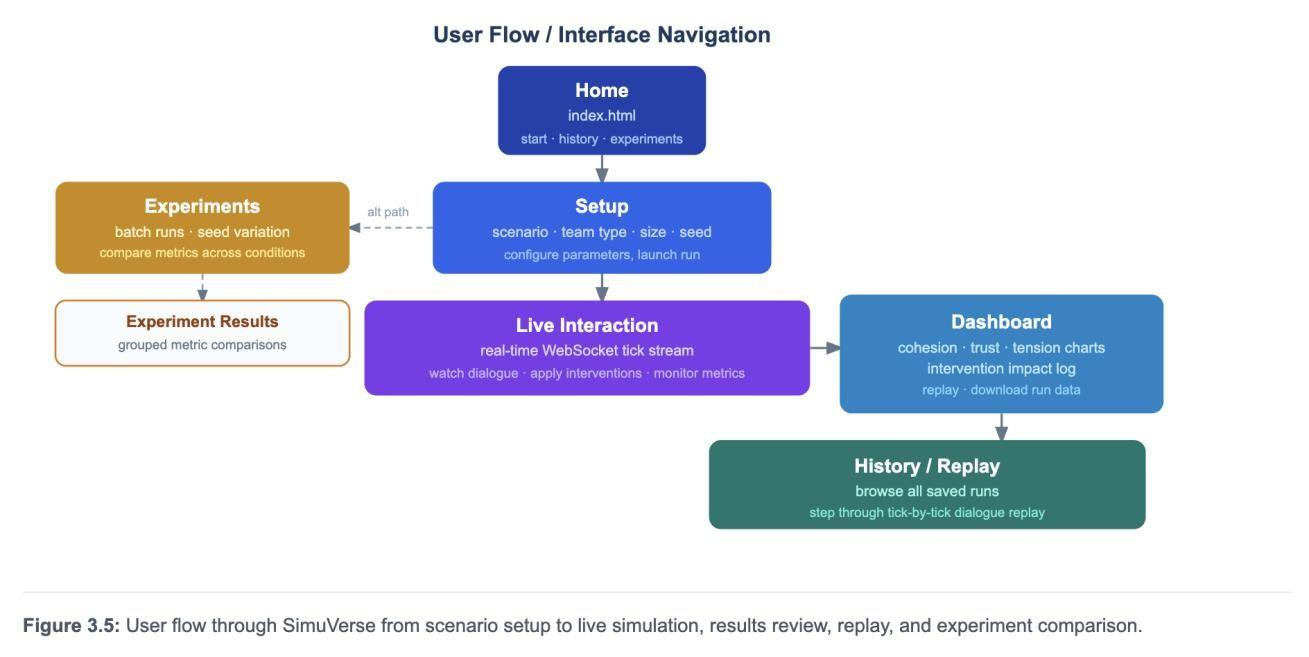 User Flow / Interface Navigation
Home
index.html
start · history · experiments
Experiments
batch runs · seed variation
compare metrics across conditions
alt path
Setup
scenario · team type · size · seed
configure parameters, launch run
Experiment Results
grouped metric comparisons
Live Interaction
real-time WebSocket tick stream
watch dialogue · apply interventions · monitor metrics
Dashboard
cohesion · trust · tension charts
intervention impact log
replay · download run data
History / Replay
browse all saved runs
step through tick-by-tick dialogue replay
Figure 3.5: User flow through SimuVerse from scenario setup to live simulation, results review, replay, and experiment comparison.